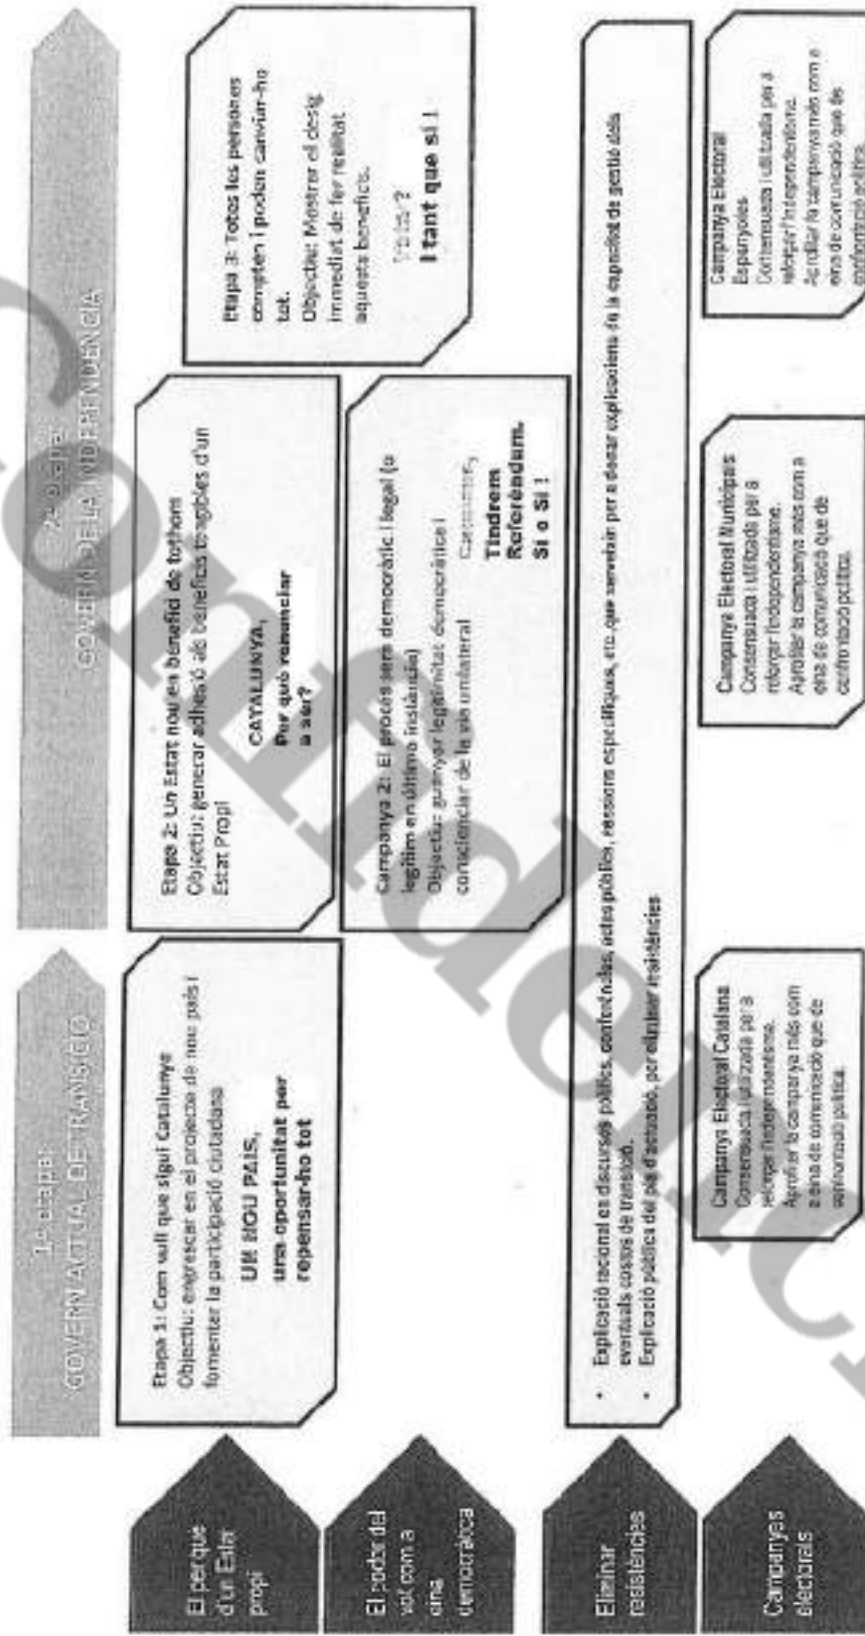 1a etapa:
GOVERN ACTUAL DE TRANSICIÓ
2a etapa:
GOVERN DE LA INDEPENDÈNCIA
El perquè
d'un Estat
propi
Etapa 1: Com vull que sigui Catalunya
Objectiu: engrescar en el projecte de nou país i
fomentar la participació ciutadana
UN NOU PAIS,
una oportunitat per
repensar-ho tot
Etapa 2: Un Estat nou en benefici de tothom
Objectiu: generar adhesió als beneficis tangibles d'un
Estat Propi
CATALUNYA,
Per què renunciar
a ser?
Etapa 3: Totes les persones
compten i poden canviar-ho
tot.
Objectiu: Mostrar el desig
immediat de fer realitat
aquests beneficis.
I tant que sí !
El poder del
vot com a
eina
democràtica
Campanya 2: El procés serà democràtic i legal (o
legítim en última instància)
Objectiu: guanyar legitimitat democràtica i
conscienciar de la via unilateral
Tindrem
Referèndum.
Sí o Sí !
Eliminar
resistències
• Explicació racional en discursos polítics, conferències, actes públics, sessions específiques, etc. que serveixin per a donar explicacions de la capacitat de gestió dels
eventuals costos de transició.
• Explicació pública del pla d'actuació, per eliminar resistències
Campanyes
electorals
Campanya Electoral Catalana
Consensuada i utilitzada per a
reforçar l'independentisme.
Aprofitar la campanya més com
a eina de comunicació que de
confrontació política.
Campanya Electoral Municipals
Consensuada i utilitzada per a
reforçar l'independentisme.
Aprofitar la campanya més com a
eina de comunicació que de
confrontació política.
Campanya Electoral
Espanyoles
Consensuada i utilitzada per a
reforçar l'independentisme.
Aprofitar la campanya més com a
eina de comunicació que de
confrontació política.